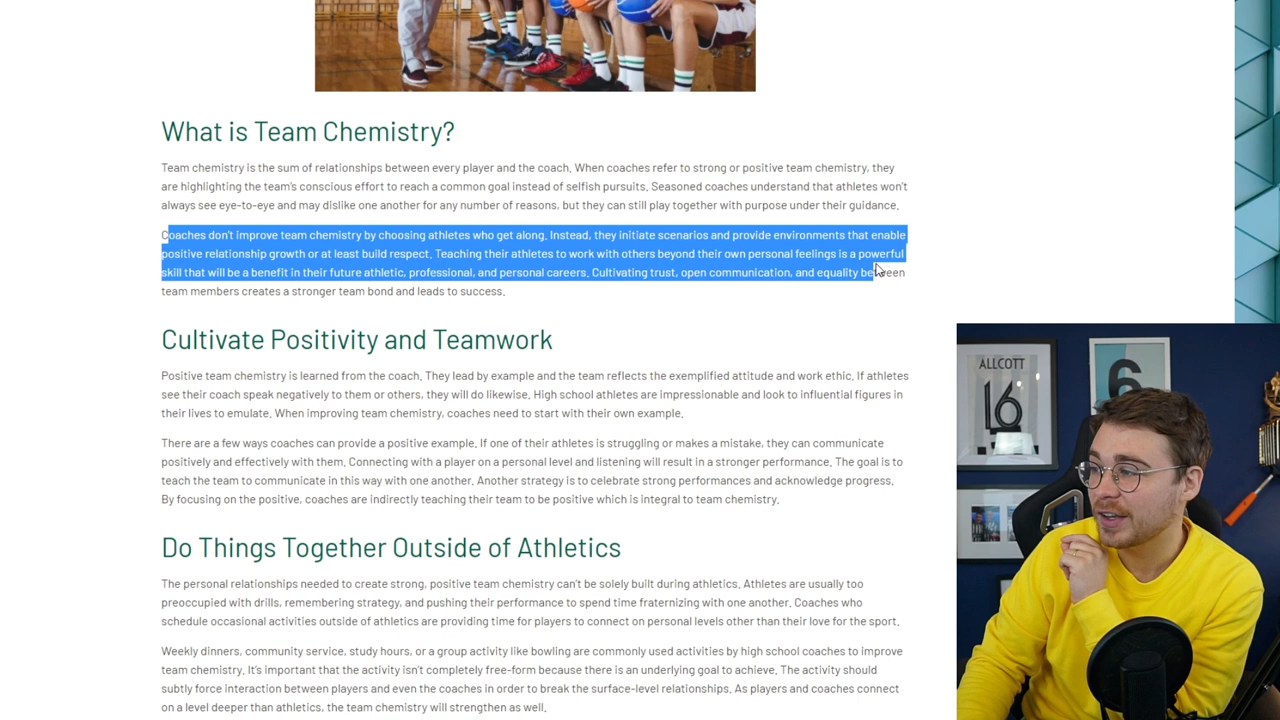 What is Team Chemistry?
Team chemistry is the sum of relationships between every player and the coach. When coaches refer to strong or positive team chemistry, they
are highlighting the team's conscious effort to reach a common goal instead of selfish pursuits. Seasoned coaches understand that athletes won't
always see eye-to-eye and may dislike one another for any number of reasons, but they can still play together with purpose under their guidance.
Coaches don't improve team chemistry by choosing athletes who get along. Instead, they initiate scenarios and provide environments that enable
positive relationship growth or at least build respect. Teaching their athletes to work with others beyond their own personal feelings is a powerful
skill that will be a benefit in their future athletic, professional, and personal careers. Cultivating trust, open communication, and equality between
team members creates a stronger team bond and leads to success.
Cultivate Positivity and Teamwork
Positive team chemistry is learned from the coach. They lead by example and the team reflects the exemplified attitude and work ethic. If athletes
see their coach speak negatively to them or others, they will do likewise. High school athletes are impressionable and look to influential figures in
their lives to emulate. When improving team chemistry, coaches need to start with their own example.
There are a few ways coaches can provide a positive example. If one of their athletes is struggling or makes a mistake, they can communicate
positively and effectively with them. Connecting with a player on a personal level and listening will result in a stronger performance. The goal is to
teach the team to communicate in this way with one another. Another strategy is to celebrate strong performances and acknowledge progress.
By focusing on the positive, coaches are indirectly teaching their team to be positive which is integral to team chemistry.
Do Things Together Outside of Athletics
The personal relationships needed to create strong, positive team chemistry can't be solely built during athletics. Athletes are usually too
preoccupied with drills, remembering strategy, and pushing their performance to spend time fraternizing with one another. Coaches who
schedule occasional activities outside of athletics are providing time for players to connect on personal levels other than their love for the sport.
Weekly dinners, community service, study hours, or a group activity like bowling are commonly used activities by high school coaches to improve
team chemistry. It's important that the activity isn't completely free-form because there is an underlying goal to achieve. The activity should
subtly force interaction between players and even the coaches in order to break the surface-level relationships. As players and coaches connect
on a level deeper than athletics, the team chemistry will strengthen as well.
ALLCOTT
16
6